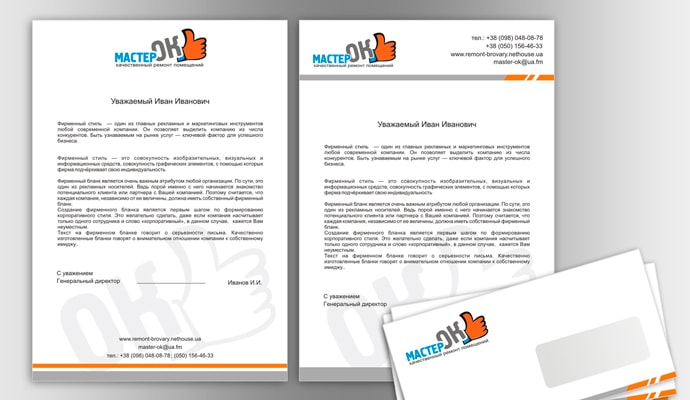 МАСТЕР ОК
качественный ремонт помещений
Уважаемый Иван Иванович
Фирменный стиль — один из главных рекламных и маркетинговых инструментов
любой современной компании. Он позволяет выделить компанию из числа
конкурентов. Быть узнаваемым на рынке услуг — ключевой фактор для успешного
бизнеса.
Фирменный стиль — это совокупность изобразительных, визуальных и
информационных средств, совокупность графических элементов, с помощью которых
фирма подчёркивает свою индивидуальность
Фирменный бланк является очень важным атрибутом любой организации. По сути, это
один из рекламных носителей. Ведь порой именно с него начинается знакомство
потенциального клиента или партнера с Вашей компанией. Поэтому считается, что
каждая компания, независимо от ее величины, должна иметь собственный фирменный
бланк.
Создание фирменного бланка является первым шагом по формированию
корпоративного стиля. Это желательно сделать, даже если компания насчитывает
только одного сотрудника и слово «корпоративный», в данном случае, кажется Вам
неуместным.
Текст на фирменном бланке говорит о серьезности письма. Качественно
изготовленные бланки говорят о внимательном отношении компании к собственному
имиджу.
С уважением
Генеральный директор
Иванов И.И.
ОК
www.remont-brovary.nethouse.ua
master-ok@ua.fm
тел.: +38 (098) 048-08-78 | (050) 156-46-33
МАСТЕР ОК
качественный ремонт помещений
тел.: +38 (098) 048-08-78
+38 (050) 156-46-33
www.remont-brovary.nethouse.ua
master-ok@ua.fm
Уважаемый Иван Иванович
Фирменный стиль — один из главных рекламных и маркетинговых инструментов
любой современной компании. Он позволяет выделить компанию из числа
конкурентов. Быть узнаваемым на рынке услуг — ключевой фактор для успешного
бизнеса.
Фирменный стиль — это совокупность изобразительных, визуальных и
информационных средств, совокупность графических элементов, с помощью которых
фирма подчёркивает свою индивидуальность
Фирменный бланк является очень важным атрибутом любой организации. По сути, это
один из рекламных носителей. Ведь порой именно с него начинается знакомство
потенциального клиента или партнера с Вашей компанией. Поэтому считается, что
каждая компания, независимо от ее величины, должна иметь собственный фирменный
бланк.
Создание фирменного бланка является первым шагом по формированию
корпоративного стиля. Это желательно сделать, даже если компания насчитывает
только одного сотрудника и слово «корпоративный», в данном случае, кажется Вам
неуместным.
Текст на фирменном бланке говорит о серьезности письма. Качественно
изготовленные бланки говорят о внимательном отношении компании к собственному
имиджу.
С уважением
Генеральный директор
ОК
МАСТЕР ОК
качественный ремонт помещений